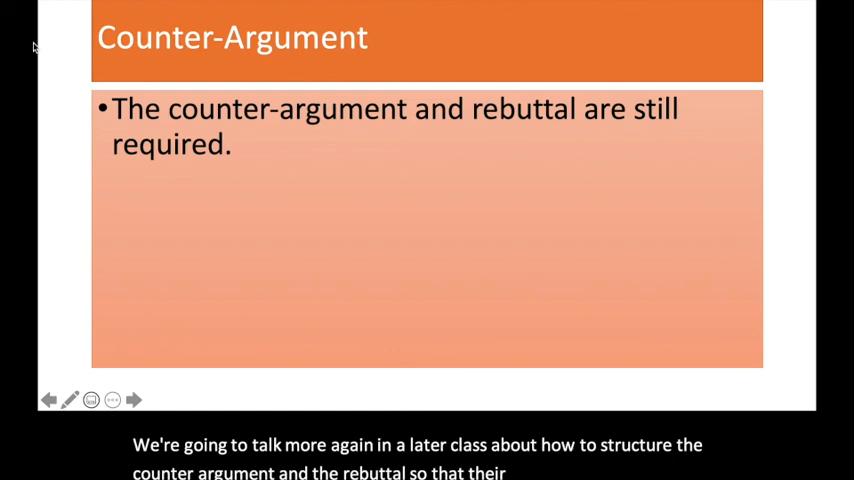 Counter-Argument
•The counter-argument and rebuttal are still
required.
We're going to talk more again in a later class about how to structure the
counter argument and the rebuttal so that their